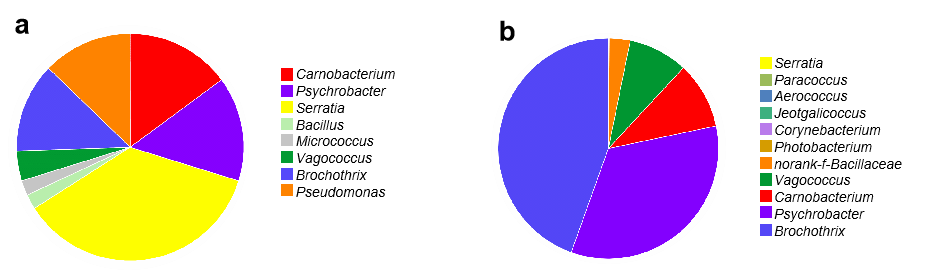 a
Carnobacterium
Psychrobacter
Serratia
Bacillus
Micrococcus
Vagococcus
Brochothrix
Pseudomonas
b
Serratia
Paracoccus
Aerococcus
Jeotgalicoccus
Corynebacterium
Photobacterium
norank-f-Bacillaceae
Vagococcus
Carnobacterium
Psychrobacter
Brochothrix